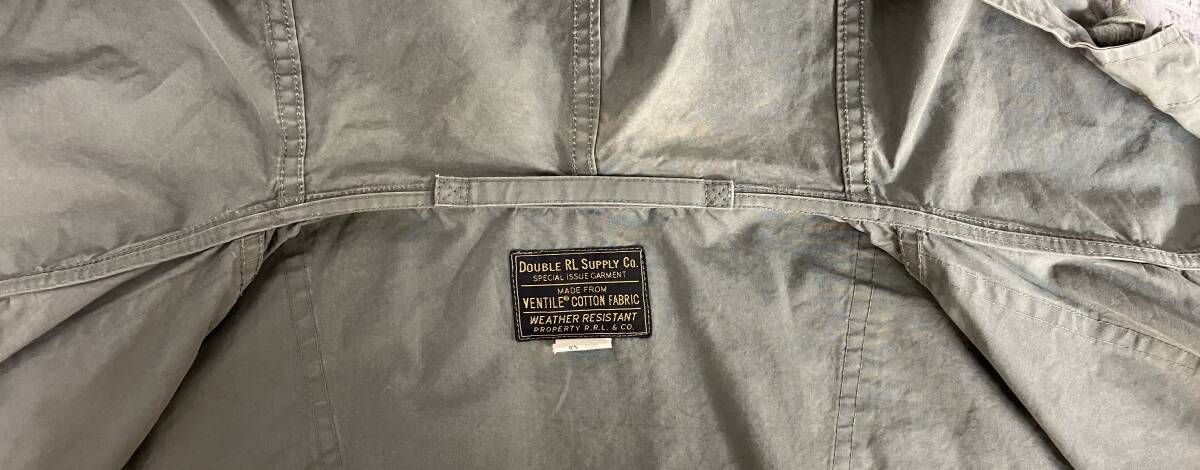 DOUBLE RL SUPPLY CO.
SPECIAL ISSUE GARMENT
MADE FROM
VENTILE® COTTON FABRIC
WEATHER RESISTANT
PROPERTY R.R.L. & CO.